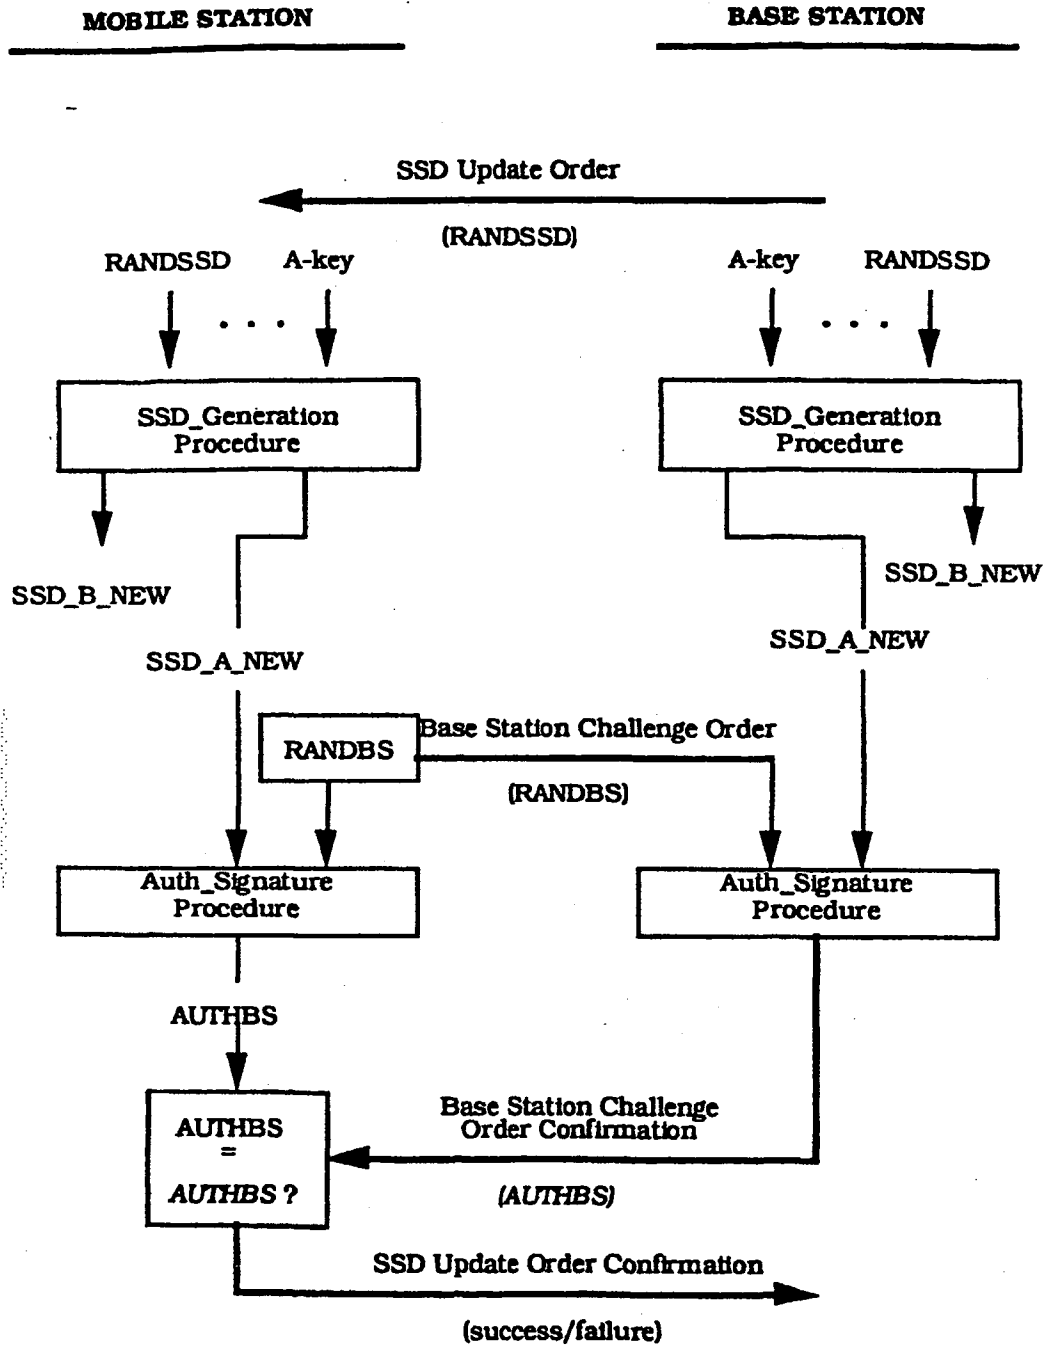 MOBILE STATION
BASE STATION
SSD Update Order
(RANDSSD)
RANDSSD
A-key
A-key
RANDSSD
. . .
. . .
SSD_Generation
Procedure
SSD_Generation
Procedure
SSD_B_NEW
SSD_B_NEW
SSD_A_NEW
SSD_A_NEW
RANDBS
Base Station Challenge Order
(RANDBS)
Auth_Signature
Procedure
Auth_Signature
Procedure
AUTHBS
AUTHBS
=
AUTHBS ?
Base Station Challenge
Order Confirmation
(AUTHBS)
SSD Update Order Confirmation
(success/failure)